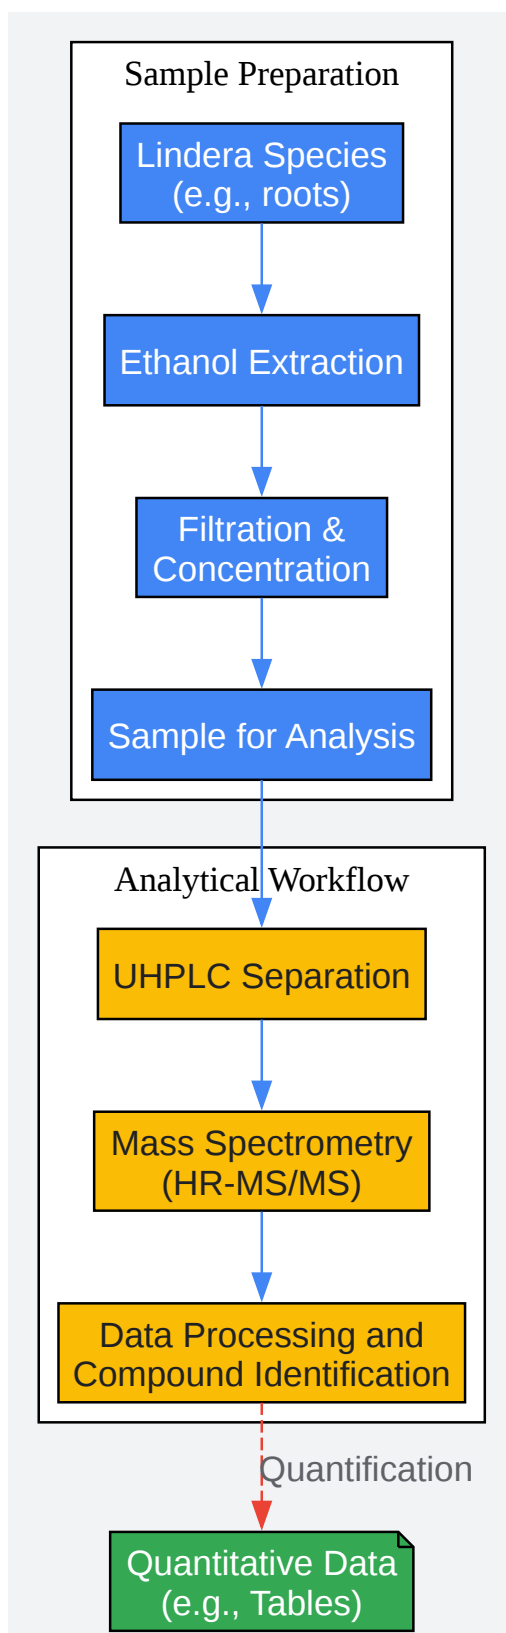 Sample Preparation
Lindera Species
(e.g., roots)
Ethanol Extraction
Filtration &
Concentration
Sample for Analysis
Analytical Workflow
UHPLC Separation
Mass Spectrometry
(HR-MS/MS)
Data Processing and
Compound Identification
Quantification
Quantitative Data
(e.g., Tables)